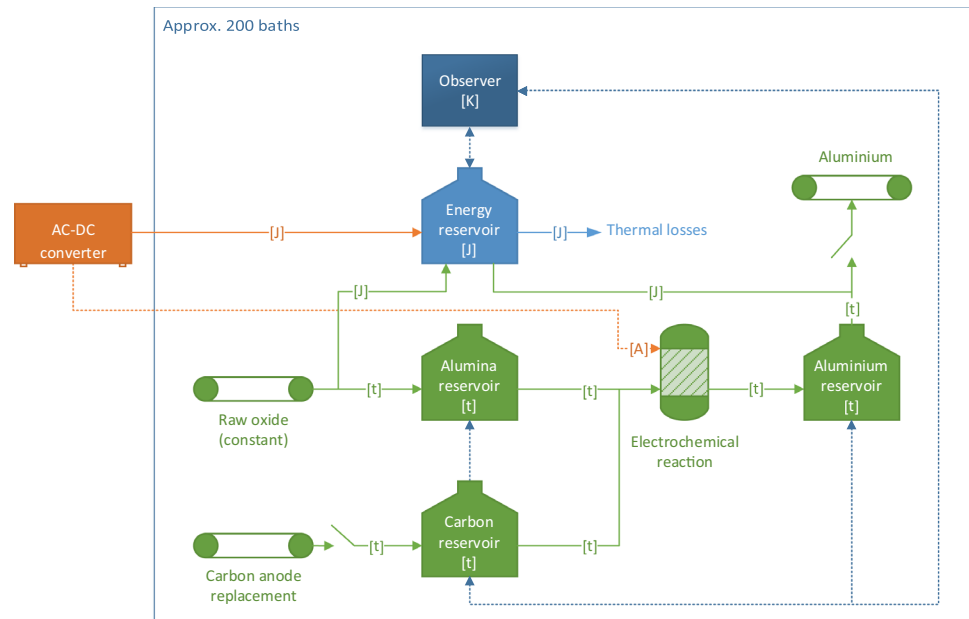 Approx. 200 baths
Observer
[K]
Aluminium
AC-DC
converter
[J]
Energy
reservoir
[J]
[J]
Thermal losses
[J]
[J]
[t]
[A]
Raw oxide
(constant)
[t]
Alumina
reservoir
[t]
[t]
Electrochemical
reaction
[t]
Aluminium
reservoir
[t]
Carbon anode
replacement
[t]
Carbon
reservoir
[t]
[t]